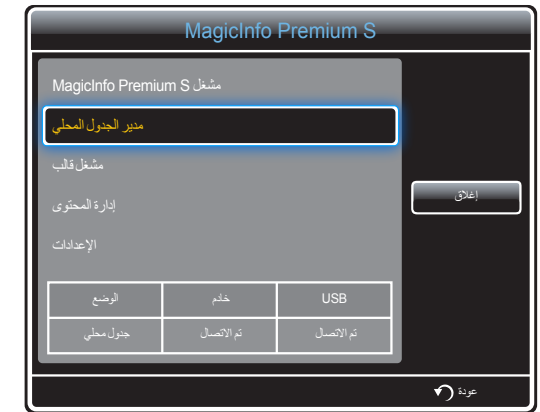 MagicInfo Premium S
مشغل MagicInfo Premium S
مدير الجدول المحلي
مشغل قالب
إدارة المحتوى
الإعدادات
إغلاق
الوضع خادم USB
جدول محلي تم الاتصال تم الاتصال
عودة